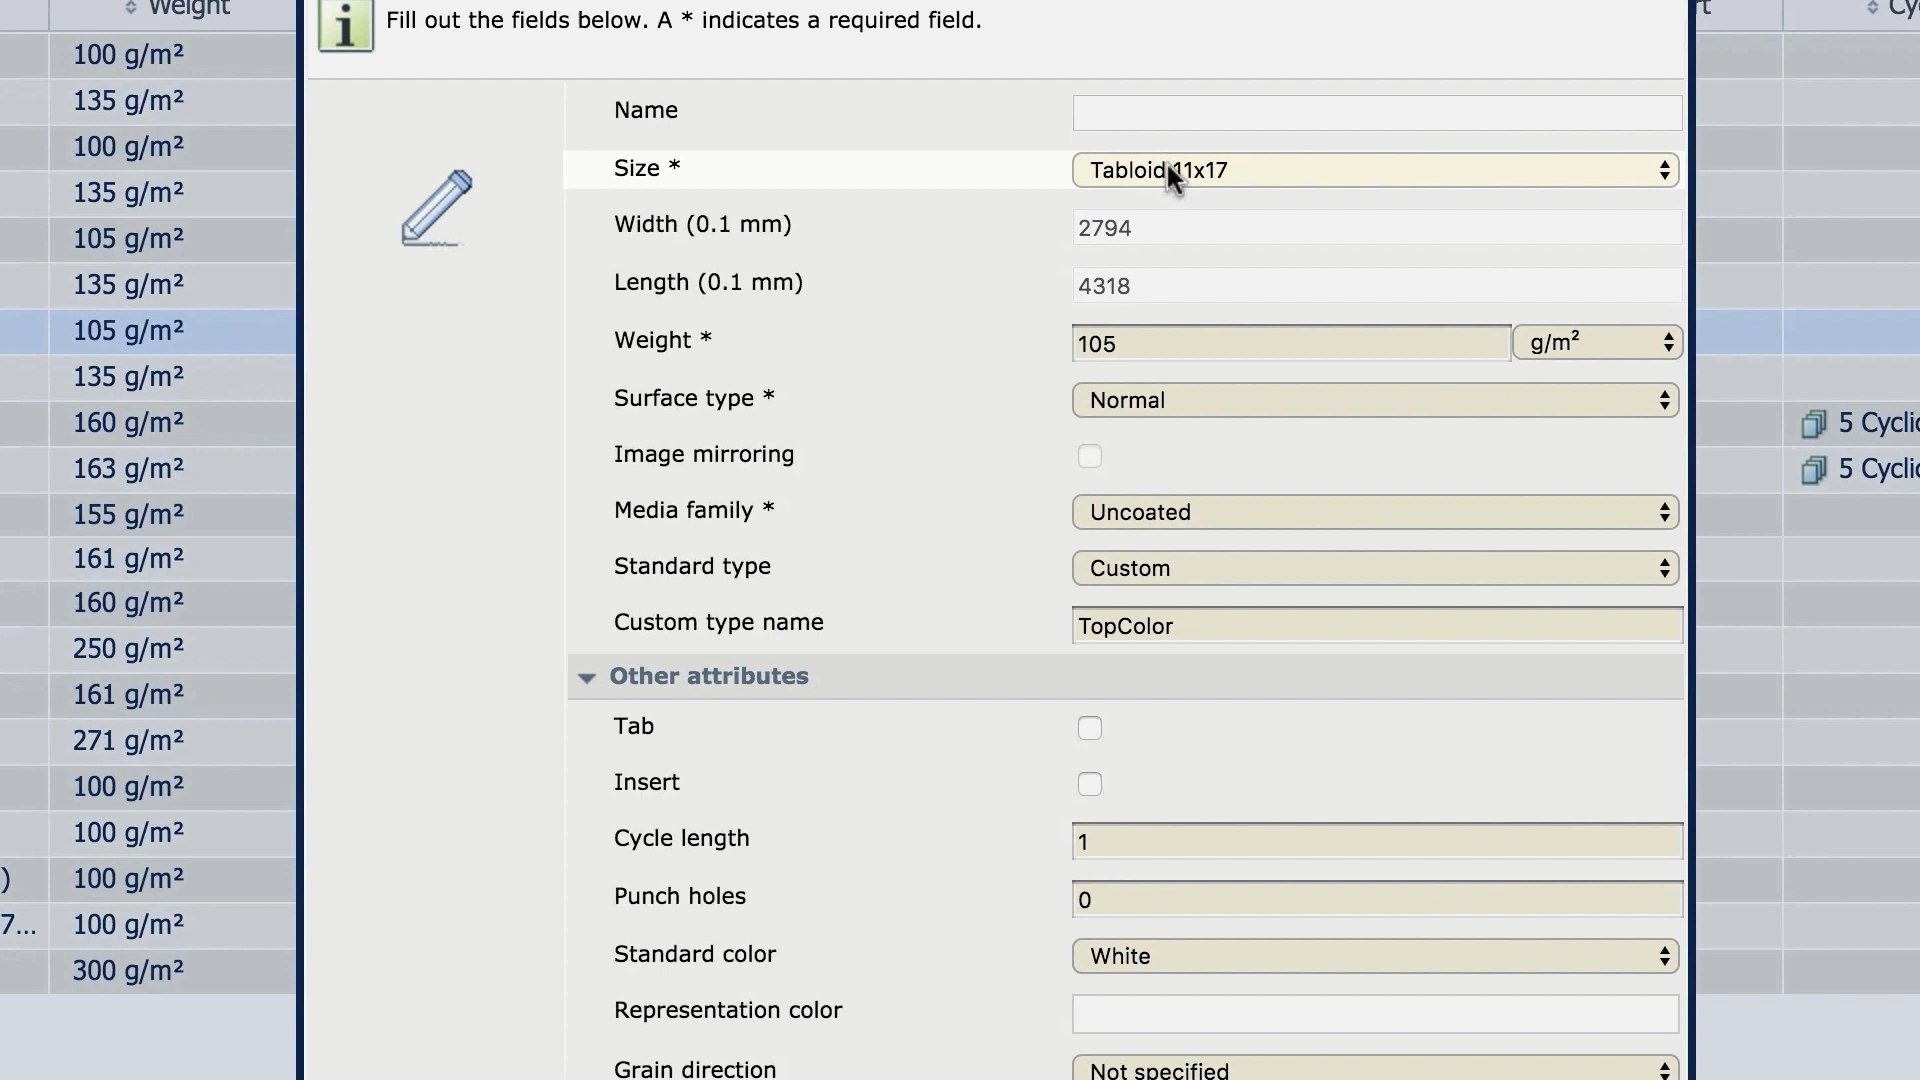 Weight
Fill out the fields below. A * indicates a required field.
100 g/m²
135 g/m²
100 g/m²
135 g/m²
105 g/m²
135 g/m²
105 g/m²
135 g/m²
160 g/m²
163 g/m²
155 g/m²
161 g/m²
160 g/m²
250 g/m²
161 g/m²
271 g/m²
100 g/m²
100 g/m²
) 100 g/m²
7... 100 g/m²
300 g/m²
Name
Size * Tabloid 11x17
Width (0.1 mm) 2794
Length (0.1 mm) 4318
Weight * 105 g/m²
Surface type * Normal
Image mirroring
Media family * Uncoated
Standard type Custom
Custom type name TopColor
Other attributes
Tab
Insert
Cycle length 1
Punch holes 0
Standard color White
Representation color
Grain direction Not specified
5 Cyclic
5 Cyclic